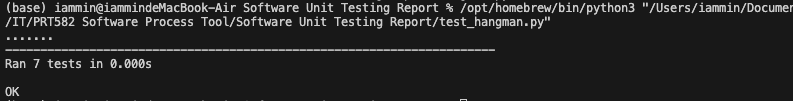 (base) iammin@iammindeMacBook-Air Software Unit Testing Report % /opt/homebrew/bin/python3 "/Users/iammin/Documen
/IT/PRT582 Software Process Tool/Software Unit Testing Report/test_hangman.py"
.......
----------------------------------------------------------------------
Ran 7 tests in 0.000s
OK